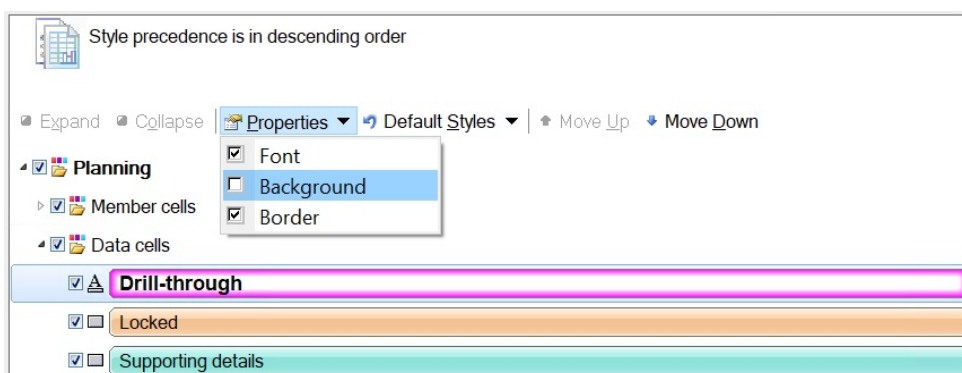 Style precedence is in descending order
Expand Collapse Properties Default Styles Move Up Move Down
Font
Planning
Background
Member cells
Border
Data cells
Drill-through
Locked
Supporting details